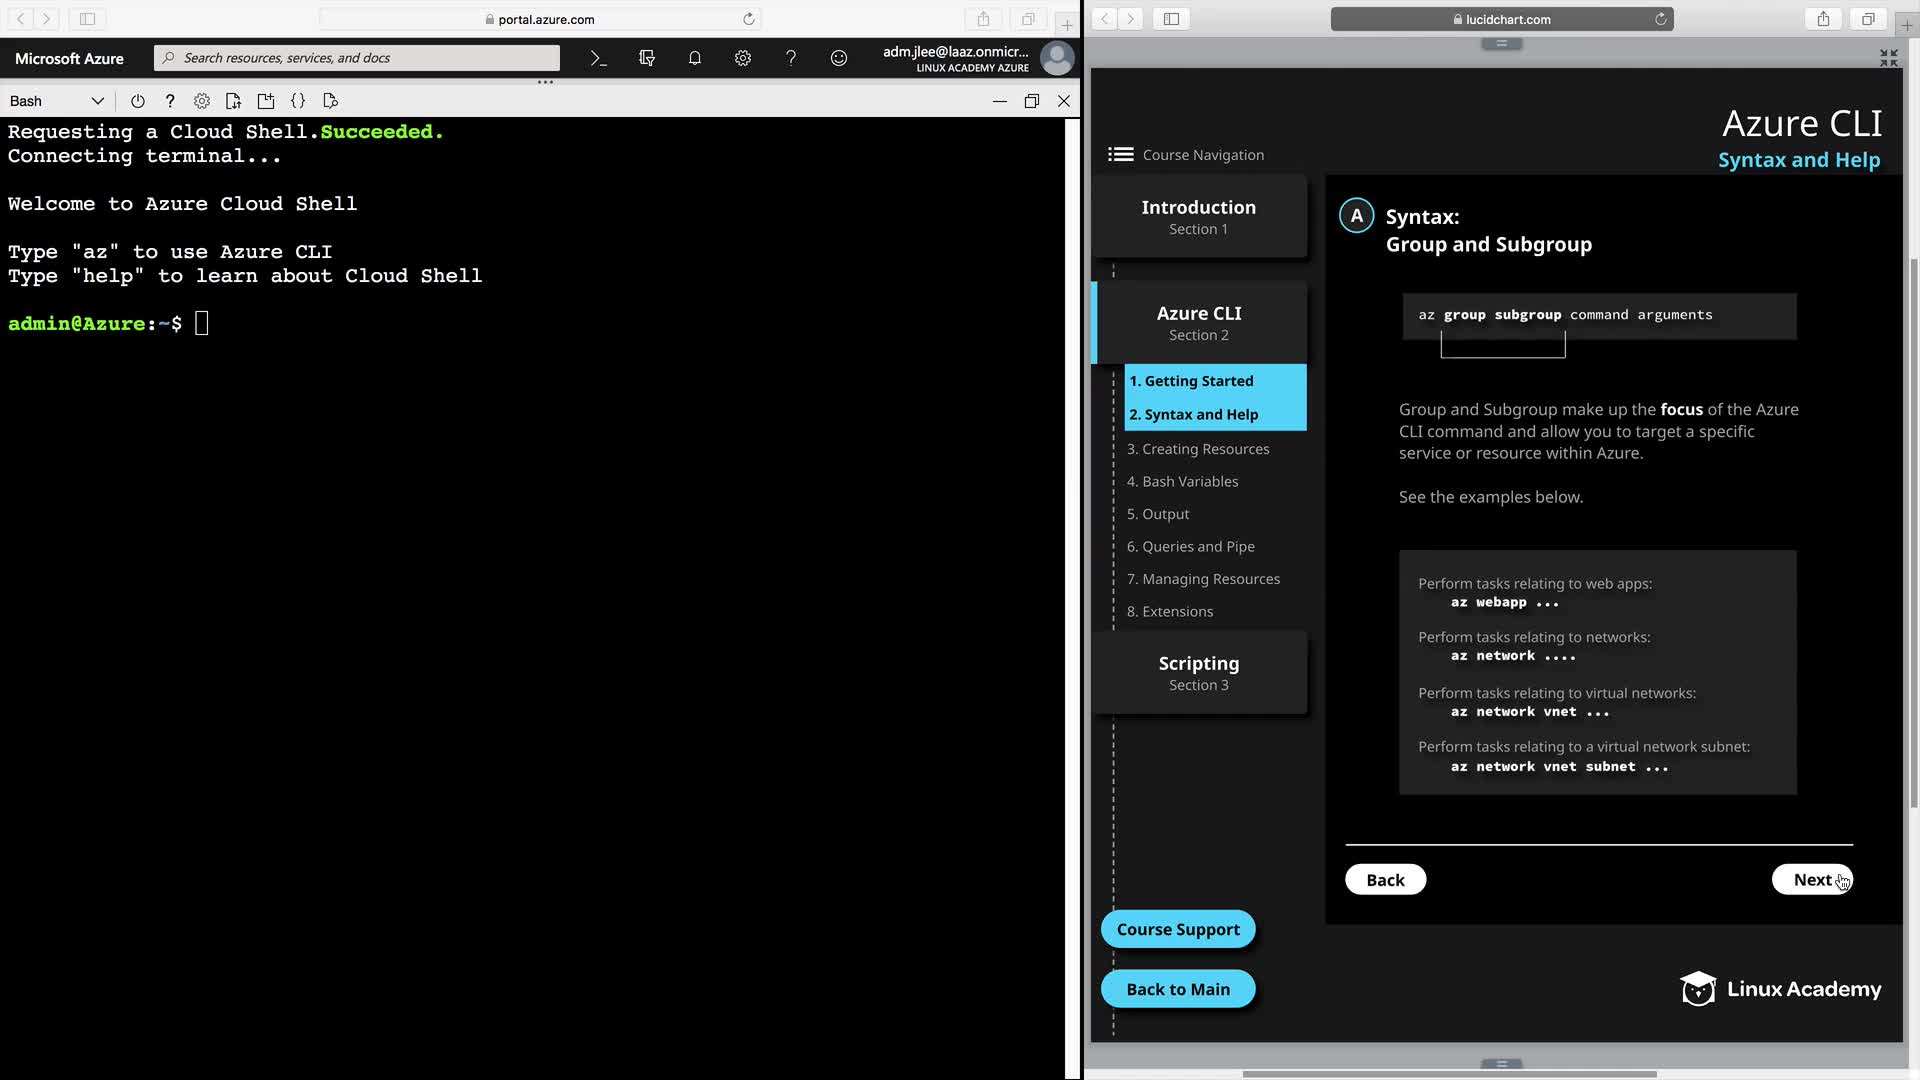 portal.azure.com
Microsoft Azure
Search resources, services, and docs
adm.jlee@laaz.onmicr...
LINUX ACADEMY AZURE
Bash
Requesting a Cloud Shell.Succeeded.
Connecting terminal...
Welcome to Azure Cloud Shell
Type "az" to use Azure CLI
Type "help" to learn about Cloud Shell
admin@Azure:~$
lucidchart.com
Azure CLI
Syntax and Help
Course Navigation
Introduction
Section 1
Azure CLI
Section 2
1. Getting Started
2. Syntax and Help
3. Creating Resources
4. Bash Variables
5. Output
6. Queries and Pipe
7. Managing Resources
8. Extensions
Scripting
Section 3
Course Support
Back to Main
A
Syntax:
Group and Subgroup
az group subgroup command arguments
Group and Subgroup make up the focus of the Azure
CLI command and allow you to target a specific
service or resource within Azure.
See the examples below.
Perform tasks relating to web apps:
az webapp ...
Perform tasks relating to networks:
az network ....
Perform tasks relating to virtual networks:
az network vnet ...
Perform tasks relating to a virtual network subnet:
az network vnet subnet ...
Back
Next
Linux Academy